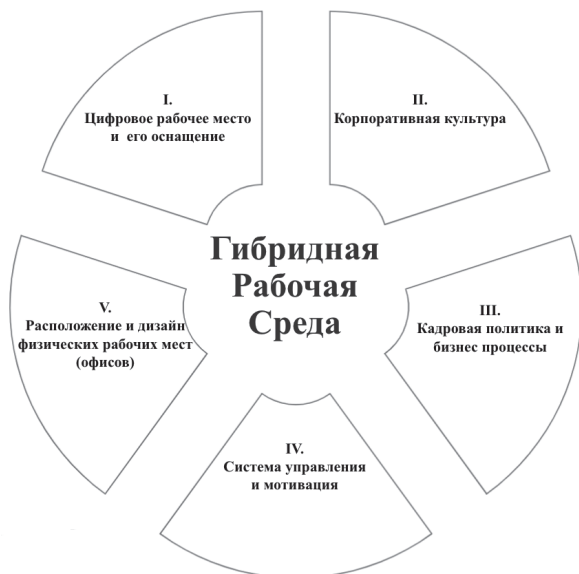 I.
Цифровое рабочее место
и его оснащение
II.
Корпоративная культура
Гибридная
Рабочая
Среда
III.
Кадровая политика и
бизнес процессы
IV.
Система управления
и мотивация
V.
Расположение и дизайн
физических рабочих мест
(офисов)